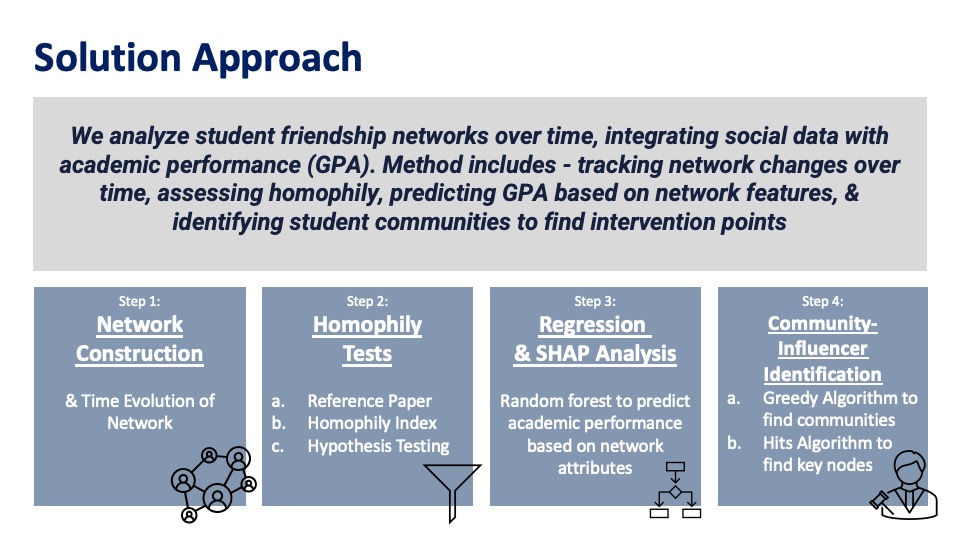 Solution Approach
We analyze student friendship networks over time, integrating social data with
academic performance (GPA). Method includes - tracking network changes over
time, assessing homophily, predicting GPA based on network features, &
identifying student communities to find intervention points
Step 1:
Network
Construction
& Time Evolution of
Network
Step 2:
Homophily
Tests
a. Reference Paper
b. Homophily Index
c. Hypothesis Testing
Step 3:
Regression
& SHAP Analysis
Random forest to predict
academic performance
based on network
attributes
Step 4:
Community-
Influencer
Identification
a. Greedy Algorithm to
find communities
b. Hits Algorithm to
find key nodes